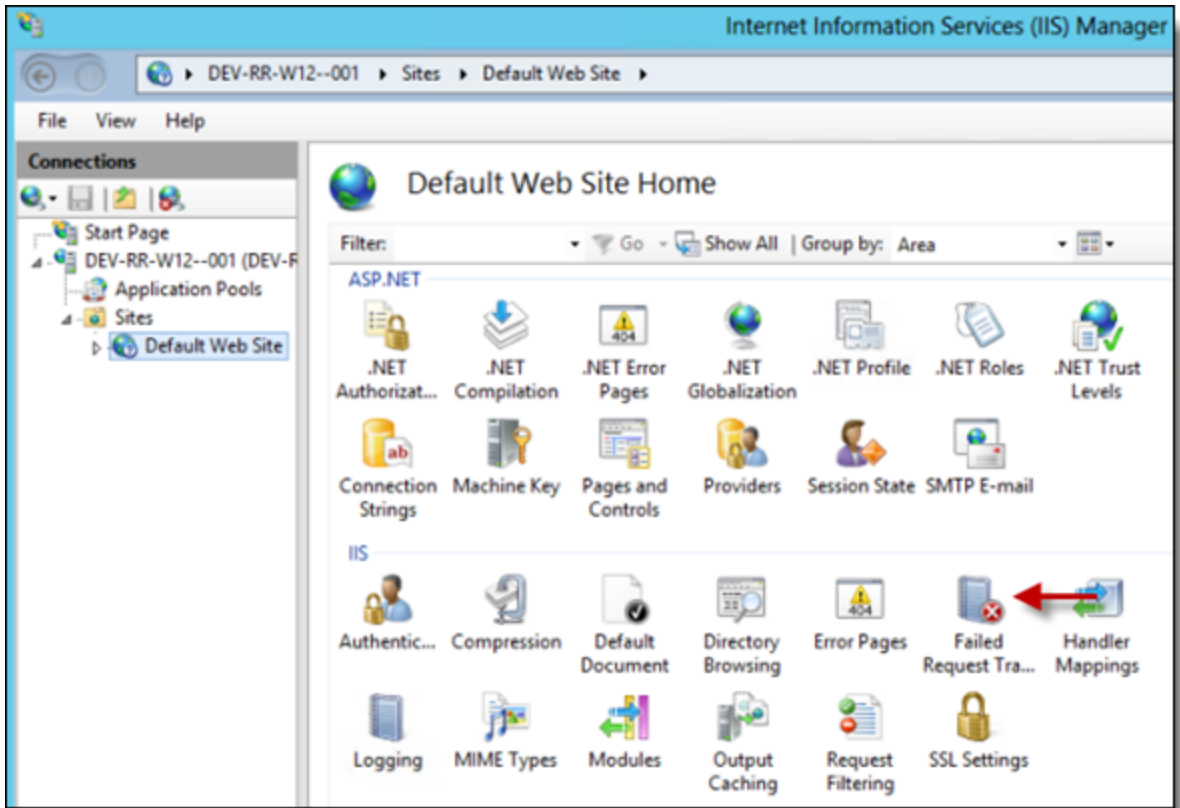 Internet Information Services (IIS) Manager
DEV-RR-W12--001 Sites Default Web Site
File View Help
Connections
Start Page
DEV-RR-W12--001 (DEV-R
Application Pools
Sites
Default Web Site
Default Web Site Home
Filter: Go Show All Group by: Area
ASP.NET
.NET Authorizat...
.NET Compilation
.NET Error Pages
.NET Globalization
.NET Profile
.NET Roles
.NET Trust Levels
Connection Strings
Machine Key
Pages and Controls
Providers
Session State
SMTP E-mail
IIS
Authentic...
Compression
Default Document
Directory Browsing
Error Pages
Failed Request Tra...
Handler Mappings
Logging
MIME Types
Modules
Output Caching
Request Filtering
SSL Settings